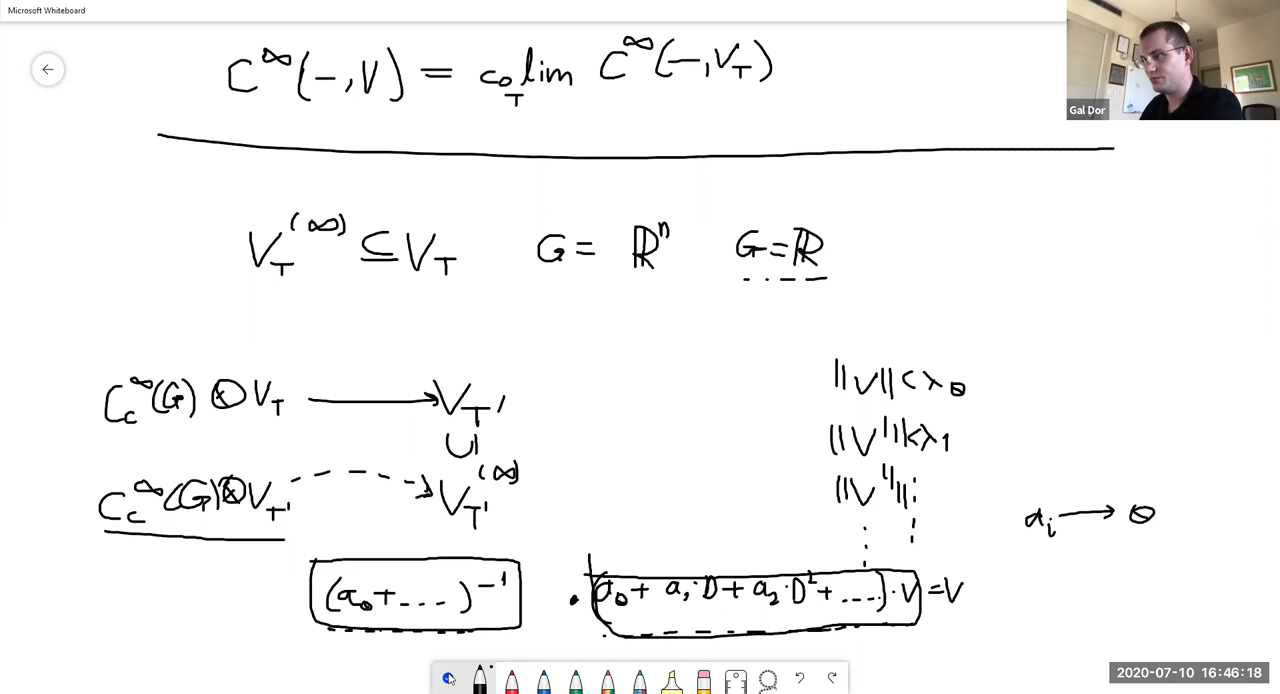 Microsoft Whiteboard
C^∞(-, V) = colim_T C^∞(-, V_T)
Gal Dor
V_T^(∞) ⊆ V_T G = ℝ^n G = ℝ
C_c^∞(G) ⊗ V_T ⟶ V_T'
∪|
C_c^∞(G) ⊗ V_T' ⇢ V_T'^(∞)
||V|| < λ_0
||V'|| < λ_1
||V''|| ⋮
⋮ ⋮
a_i ⟶ 0
(a_0 + ....)^-1 · (a_0 + a_1·D + a_2·D^2 + ....)·V = V
2020-07-10 16:46:18